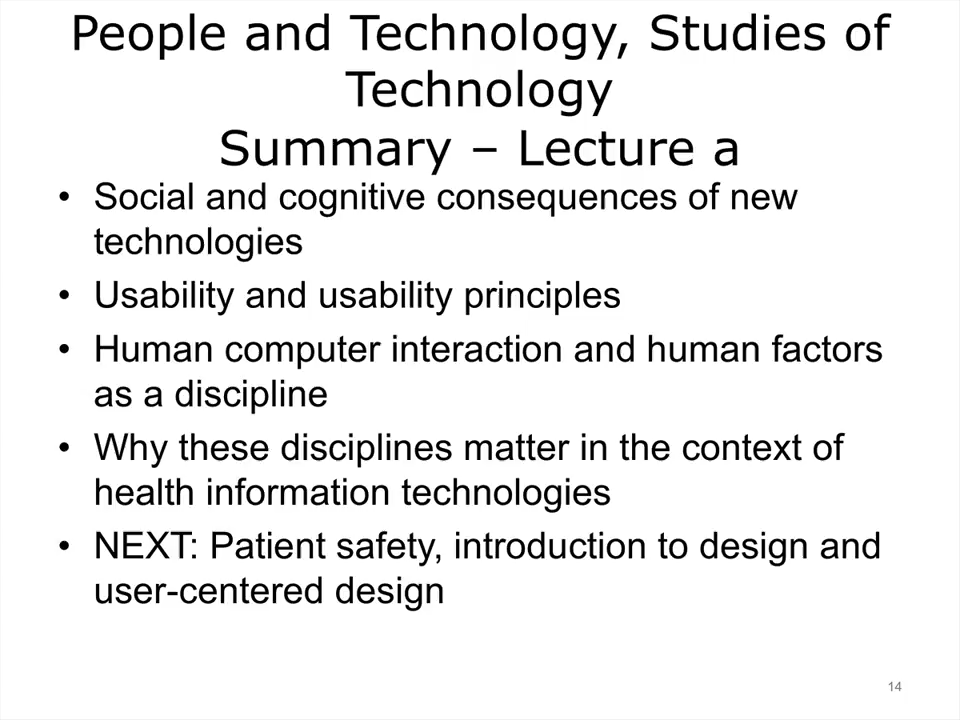 People and Technology, Studies of
Technology
Summary – Lecture a
• Social and cognitive consequences of new
technologies
• Usability and usability principles
• Human computer interaction and human factors
as a discipline
• Why these disciplines matter in the context of
health information technologies
• NEXT: Patient safety, introduction to design and
user-centered design
14